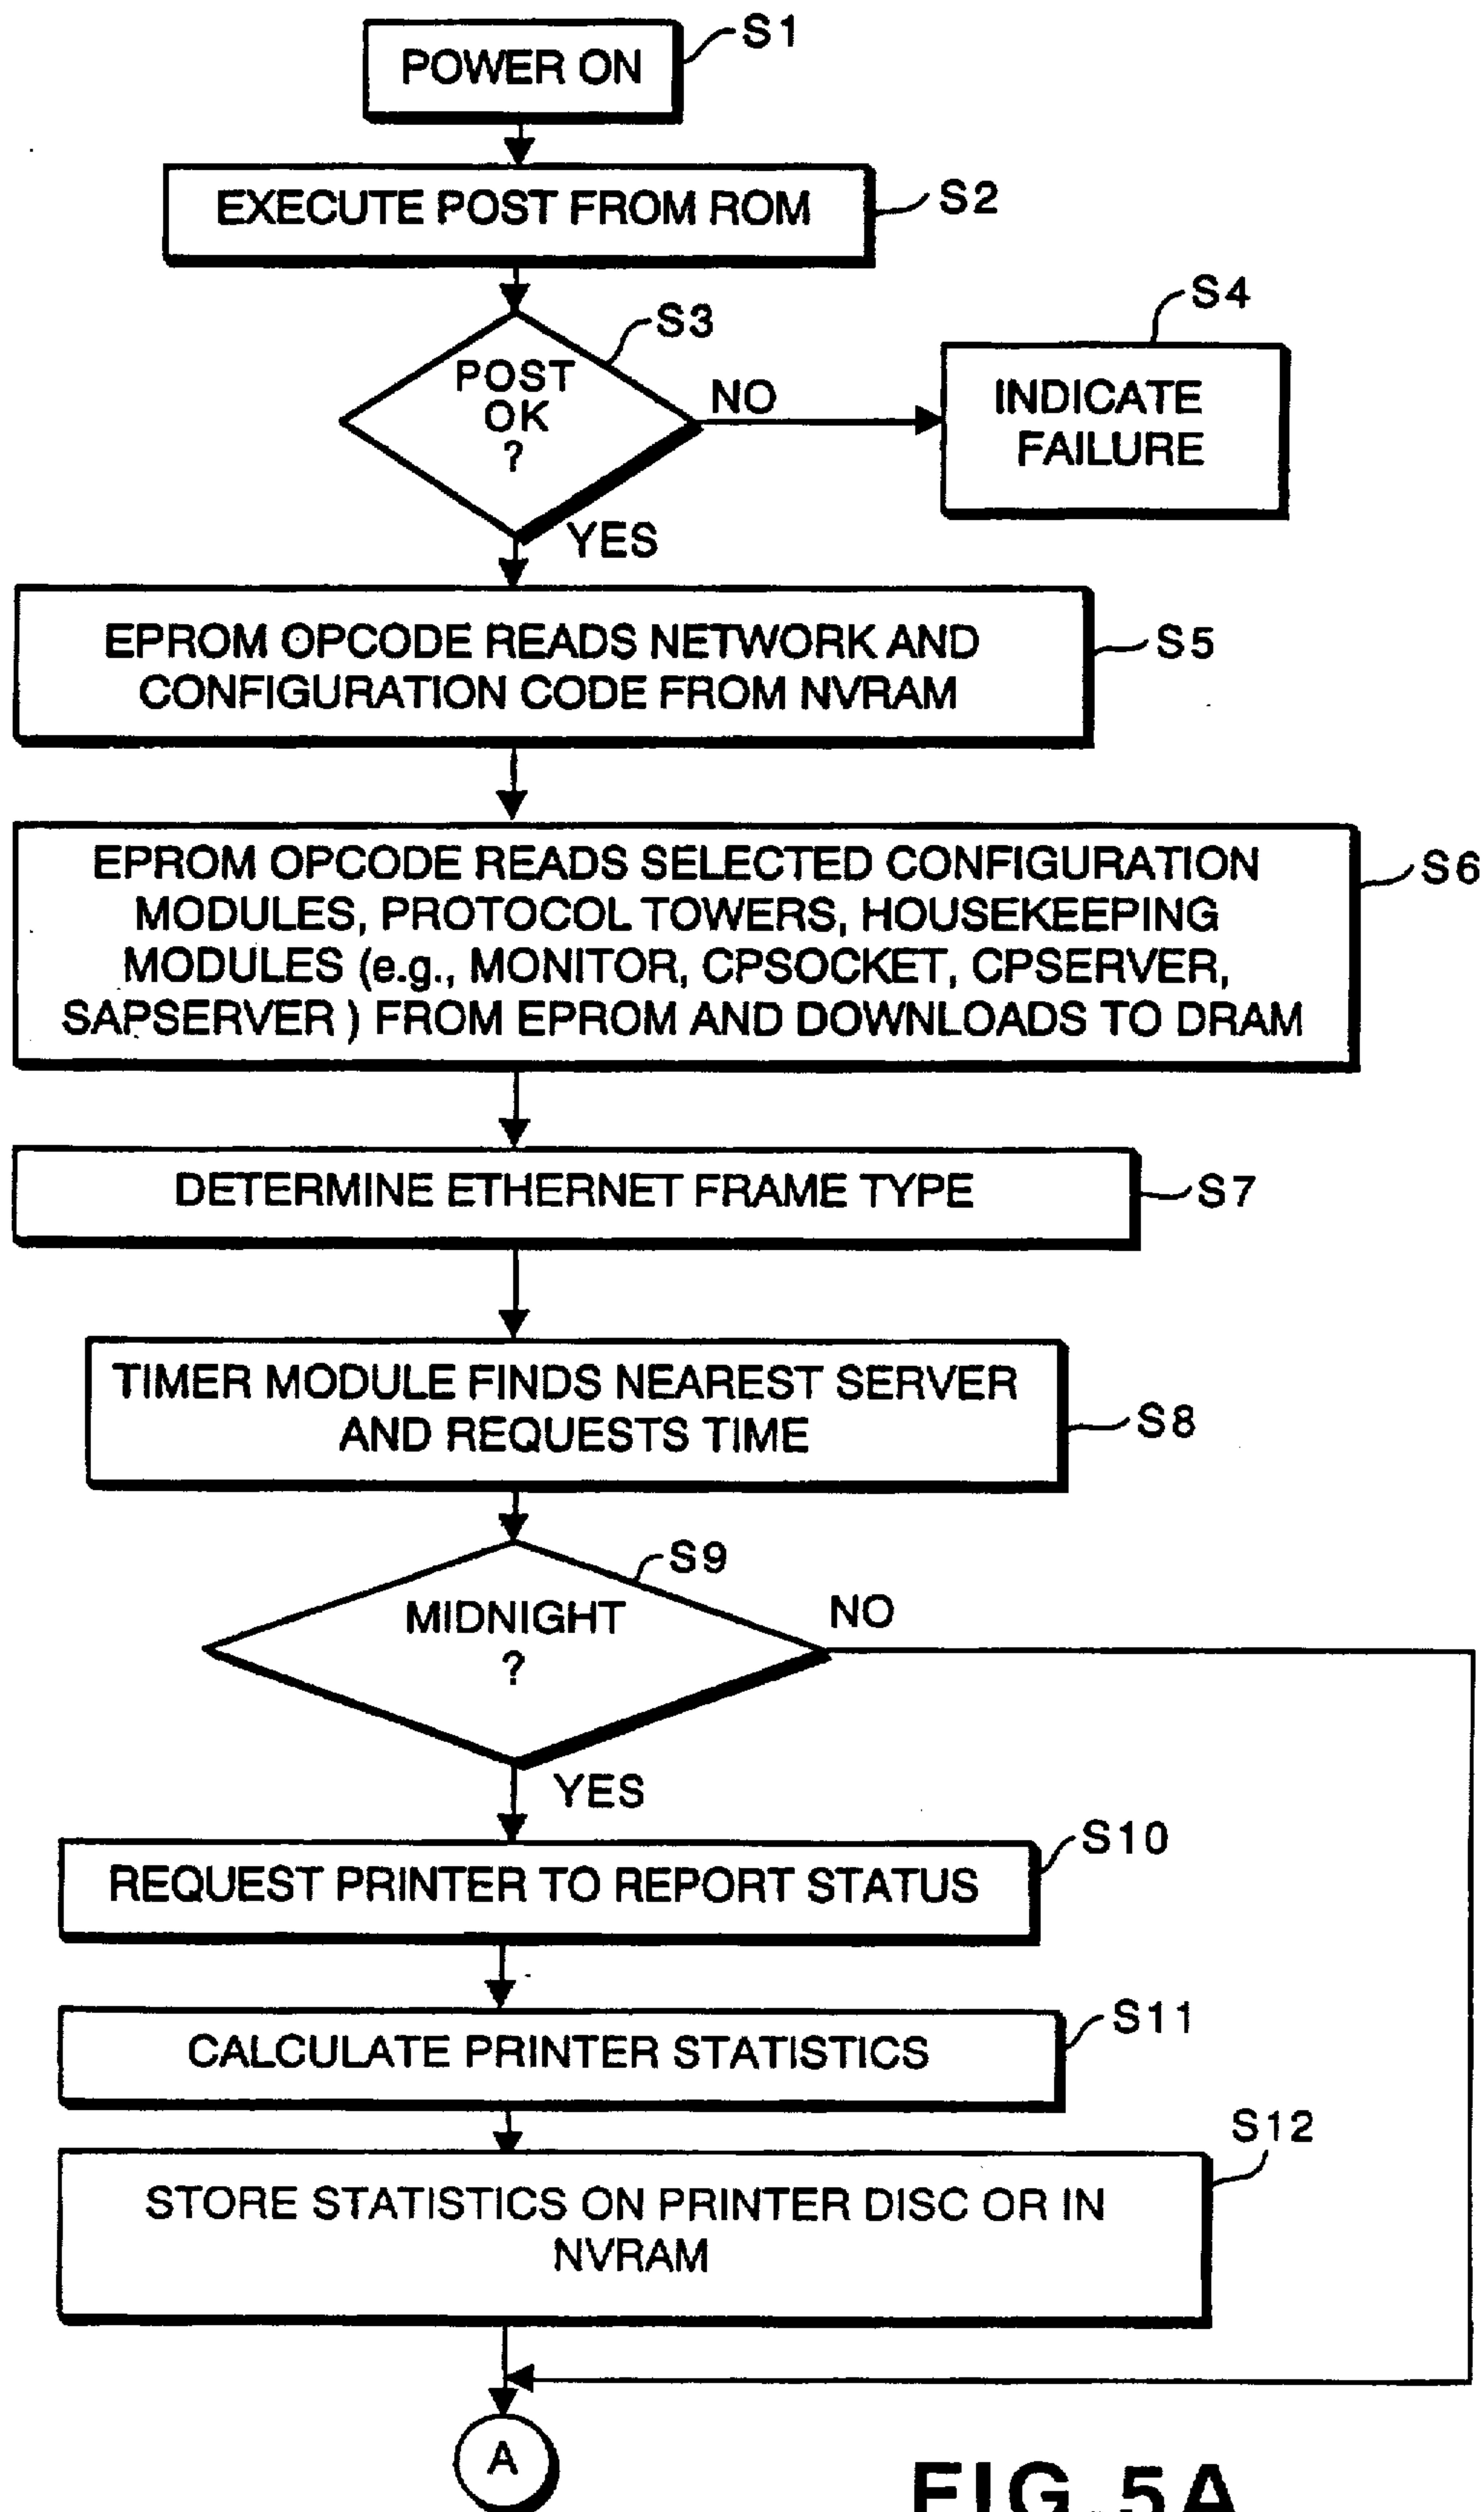 POWER ON
S1
EXECUTE POST FROM ROM
S2
POST
OK
?
S3
NO
S4
INDICATE
FAILURE
YES
EPROM OPCODE READS NETWORK AND
CONFIGURATION CODE FROM NVRAM
S5
EPROM OPCODE READS SELECTED CONFIGURATION
MODULES, PROTOCOL TOWERS, HOUSEKEEPING
MODULES (e.g., MONITOR, CPSOCKET, CPSERVER,
SAPSERVER ) FROM EPROM AND DOWNLOADS TO DRAM
S6
DETERMINE ETHERNET FRAME TYPE
S7
TIMER MODULE FINDS NEAREST SERVER
AND REQUESTS TIME
S8
S9
MIDNIGHT
?
NO
YES
REQUEST PRINTER TO REPORT STATUS
S10
CALCULATE PRINTER STATISTICS
S11
S12
STORE STATISTICS ON PRINTER DISC OR IN
NVRAM
A
FIG.5A